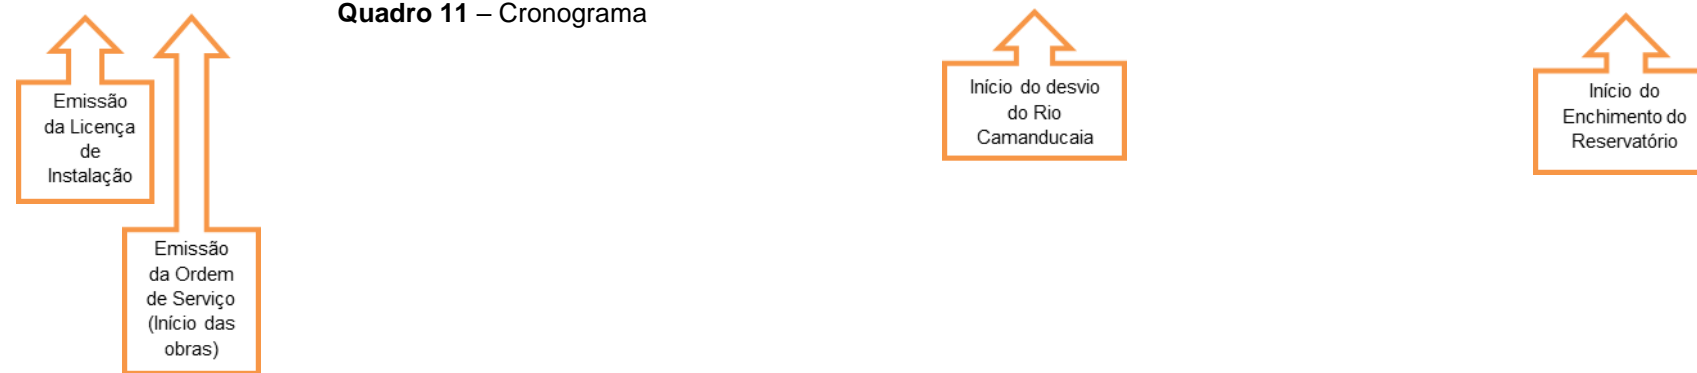 Quadro 11 – Cronograma
Emissão
da Licença
de
Instalação
Emissão
da Ordem
de Serviço
(Início das
obras)
Início do desvio
do Rio
Camanducaia
Início do
Enchimento do
Reservatório